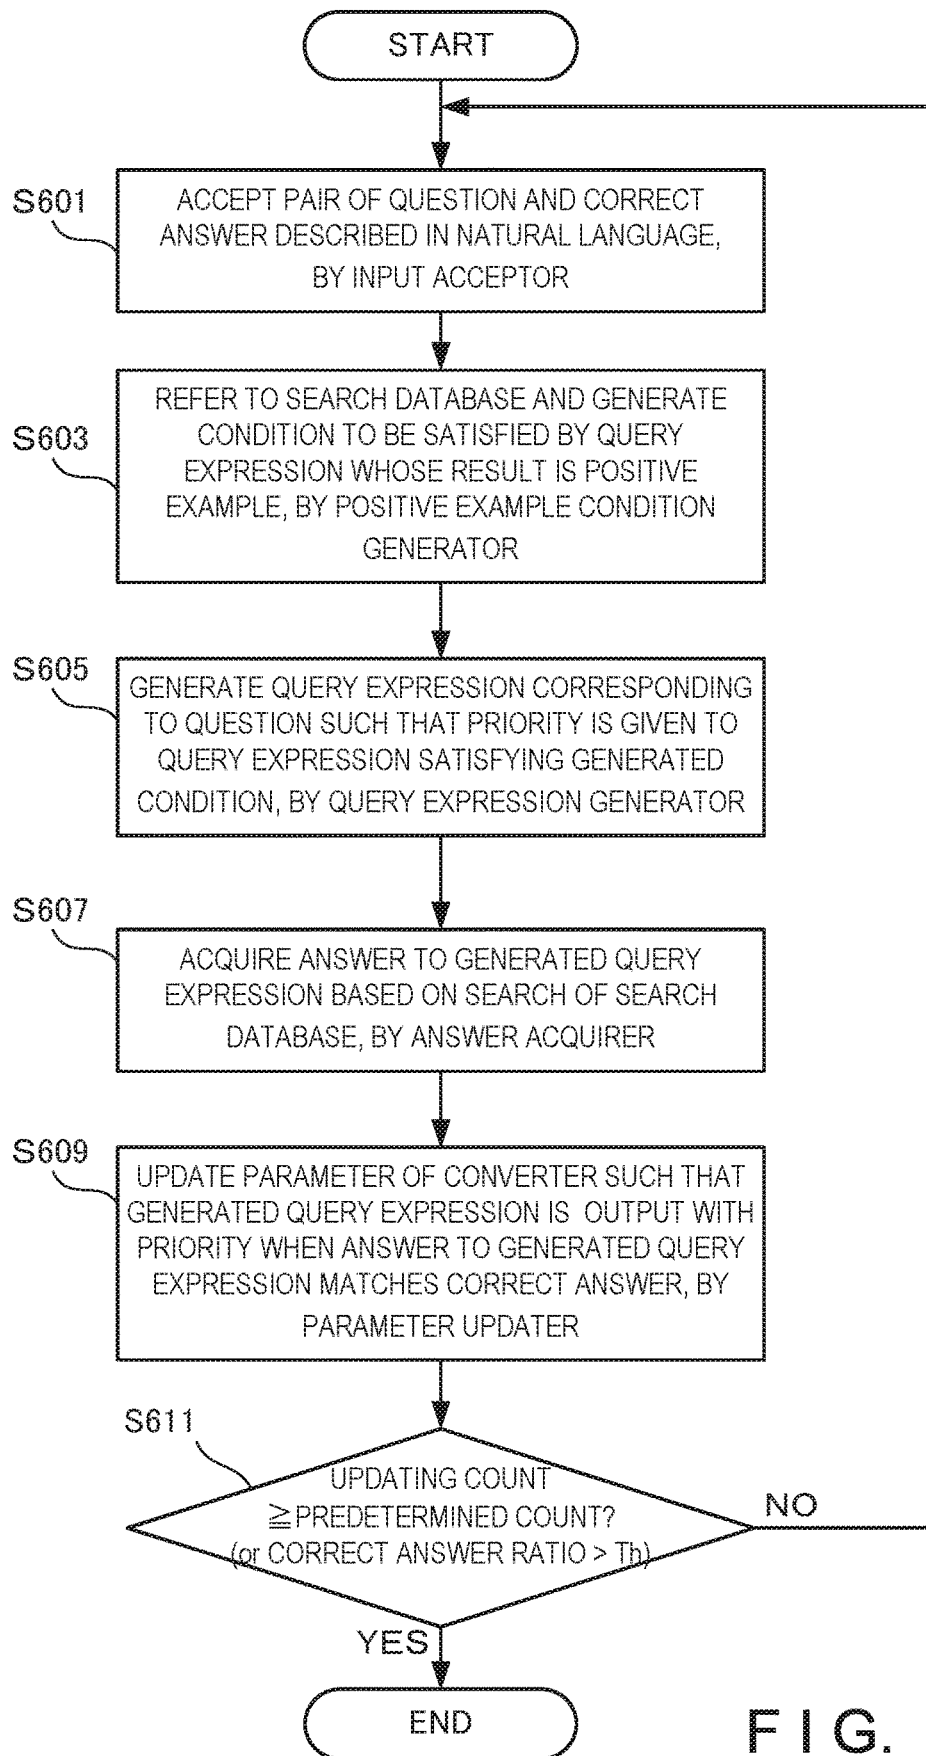 START
S601
ACCEPT PAIR OF QUESTION AND CORRECT
ANSWER DESCRIBED IN NATURAL LANGUAGE,
BY INPUT ACCEPTOR
S603
REFER TO SEARCH DATABASE AND GENERATE
CONDITION TO BE SATISFIED BY QUERY
EXPRESSION WHOSE RESULT IS POSITIVE
EXAMPLE, BY POSITIVE EXAMPLE CONDITION
GENERATOR
S605
GENERATE QUERY EXPRESSION CORRESPONDING
TO QUESTION SUCH THAT PRIORITY IS GIVEN TO
QUERY EXPRESSION SATISFYING GENERATED
CONDITION, BY QUERY EXPRESSION GENERATOR
S607
ACQUIRE ANSWER TO GENERATED QUERY
EXPRESSION BASED ON SEARCH OF SEARCH
DATABASE, BY ANSWER ACQUIRER
S609
UPDATE PARAMETER OF CONVERTER SUCH THAT
GENERATED QUERY EXPRESSION IS OUTPUT WITH
PRIORITY WHEN ANSWER TO GENERATED QUERY
EXPRESSION MATCHES CORRECT ANSWER, BY
PARAMETER UPDATER
S611
UPDATING COUNT
≧PREDETERMINED COUNT?
(or CORRECT ANSWER RATIO > Th)
NO
YES
END
FIG.